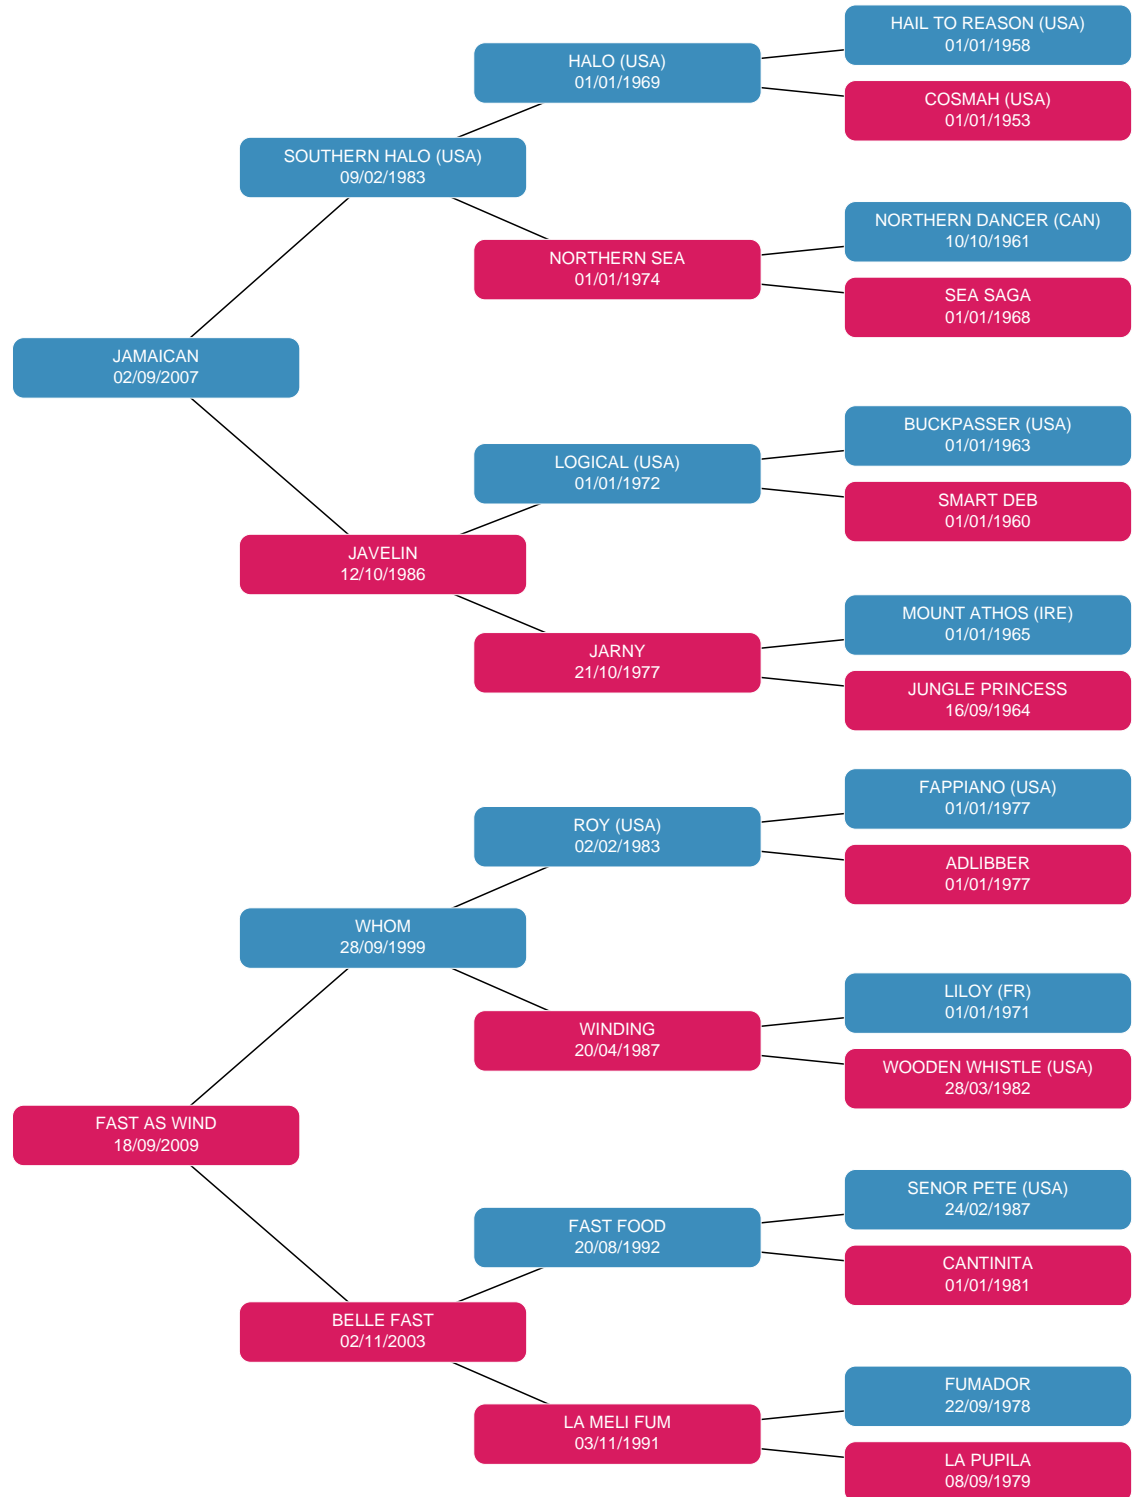 HAIL TO REASON (USA)
01/01/1958
HALO (USA)
01/01/1969
COSMAH (USA)
01/01/1953
SOUTHERN HALO (USA)
09/02/1983
NORTHERN DANCER (CAN)
10/10/1961
NORTHERN SEA
01/01/1974
SEA SAGA
01/01/1968
JAMAICAN
02/09/2007
BUCKPASSER (USA)
01/01/1963
LOGICAL (USA)
01/01/1972
SMART DEB
01/01/1960
JAVELIN
12/10/1986
MOUNT ATHOS (IRE)
01/01/1965
JARNY
21/10/1977
JUNGLE PRINCESS
16/09/1964
FAPPIANO (USA)
01/01/1977
ROY (USA)
02/02/1983
ADLIBBER
01/01/1977
WHOM
28/09/1999
LILOY (FR)
01/01/1971
WINDING
20/04/1987
WOODEN WHISTLE (USA)
28/03/1982
FAST AS WIND
18/09/2009
SENOR PETE (USA)
24/02/1987
FAST FOOD
20/08/1992
CANTINITA
01/01/1981
BELLE FAST
02/11/2003
FUMADOR
22/09/1978
LA MELI FUM
03/11/1991
LA PUPILA
08/09/1979